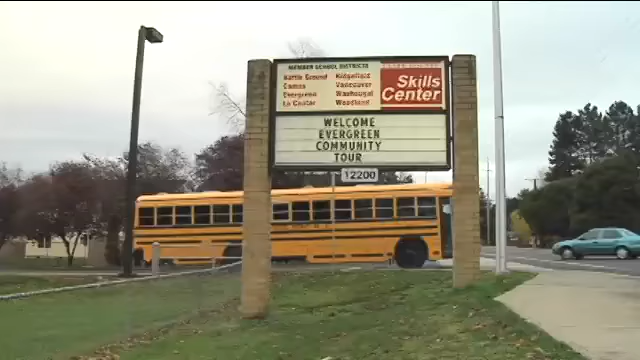 MEMBER SCHOOL DISTRICTS
Battle Ground Ridgefield
Camas Vancouver
Evergreen Washougal
La Center Woodland
Skills
Center
WELCOME
EVERGREEN
COMMUNITY
TOUR
12200